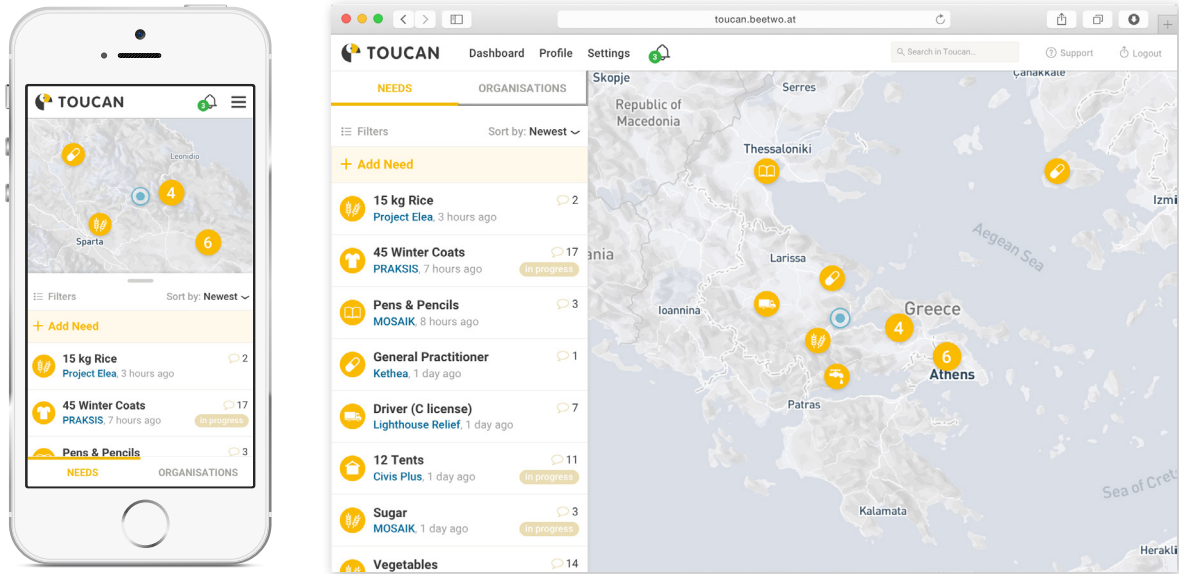 TOUCAN
3
Leonidio
4
Sparta
6
Filters
Sort by: Newest
+ Add Need
15 kg Rice
2
Project Elea, 3 hours ago
45 Winter Coats
17
PRAKSIS, 7 hours ago
in progress
Pens & Pencils
3
NEEDS
ORGANISATIONS
toucan.beetwo.at
TOUCAN
Dashboard
Profile
Settings
3
Search in Toucan...
Support
Logout
NEEDS
ORGANISATIONS
Filters
Sort by: Newest
+ Add Need
15 kg Rice
2
Project Elea, 3 hours ago
45 Winter Coats
17
PRAKSIS, 7 hours ago
in progress
Pens & Pencils
3
MOSAIK, 8 hours ago
General Practitioner
1
Kethea, 1 day ago
Driver (C license)
7
Lighthouse Relief, 1 day ago
12 Tents
11
Civis Plus, 1 day ago
in progress
Sugar
3
MOSAIK, 1 day ago
in progress
Vegetables
14
Skopje
Çanakkale
Serres
Republic of
Macedonia
Thessaloniki
Izmi
Aegean Sea
ania
Larissa
Ioannina
Greece
4
6
Athens
Patras
Sea of Cret
Kalamata
Herakli